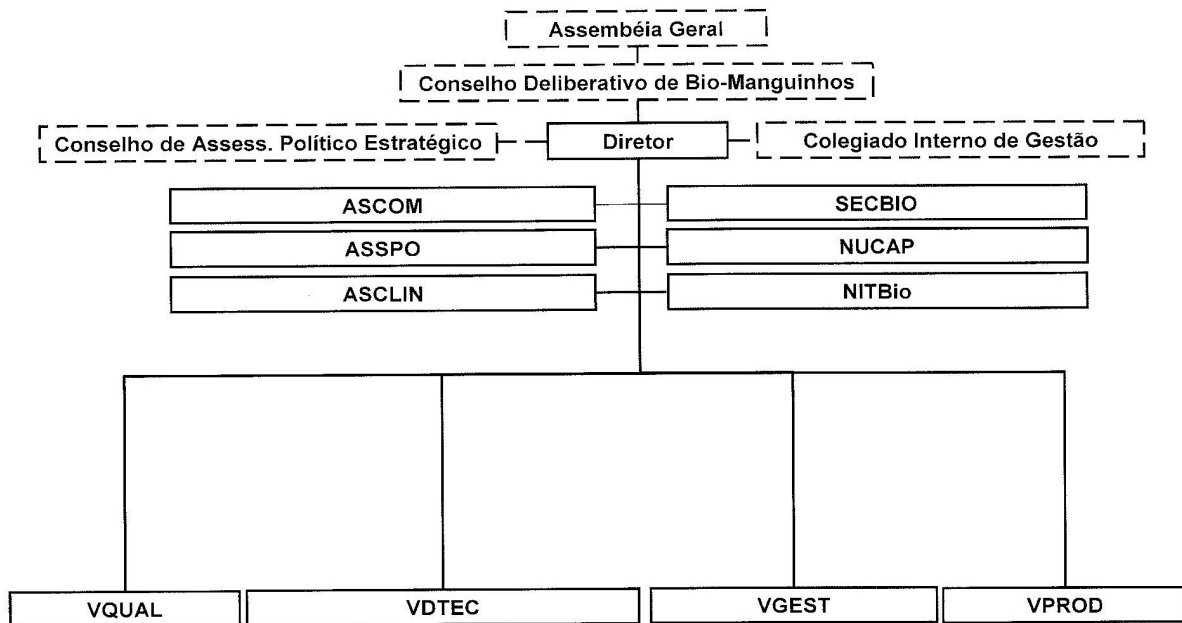 Assembéia Geral
Conselho Deliberativo de Bio-Manguinhos
Conselho de Assess. Político Estratégico
Diretor
Colegiado Interno de Gestão
ASCOM
SECBIO
ASSPO
NUCAP
ASCLIN
NITBio
VQUAL
VDTEC
VGEST
VPROD